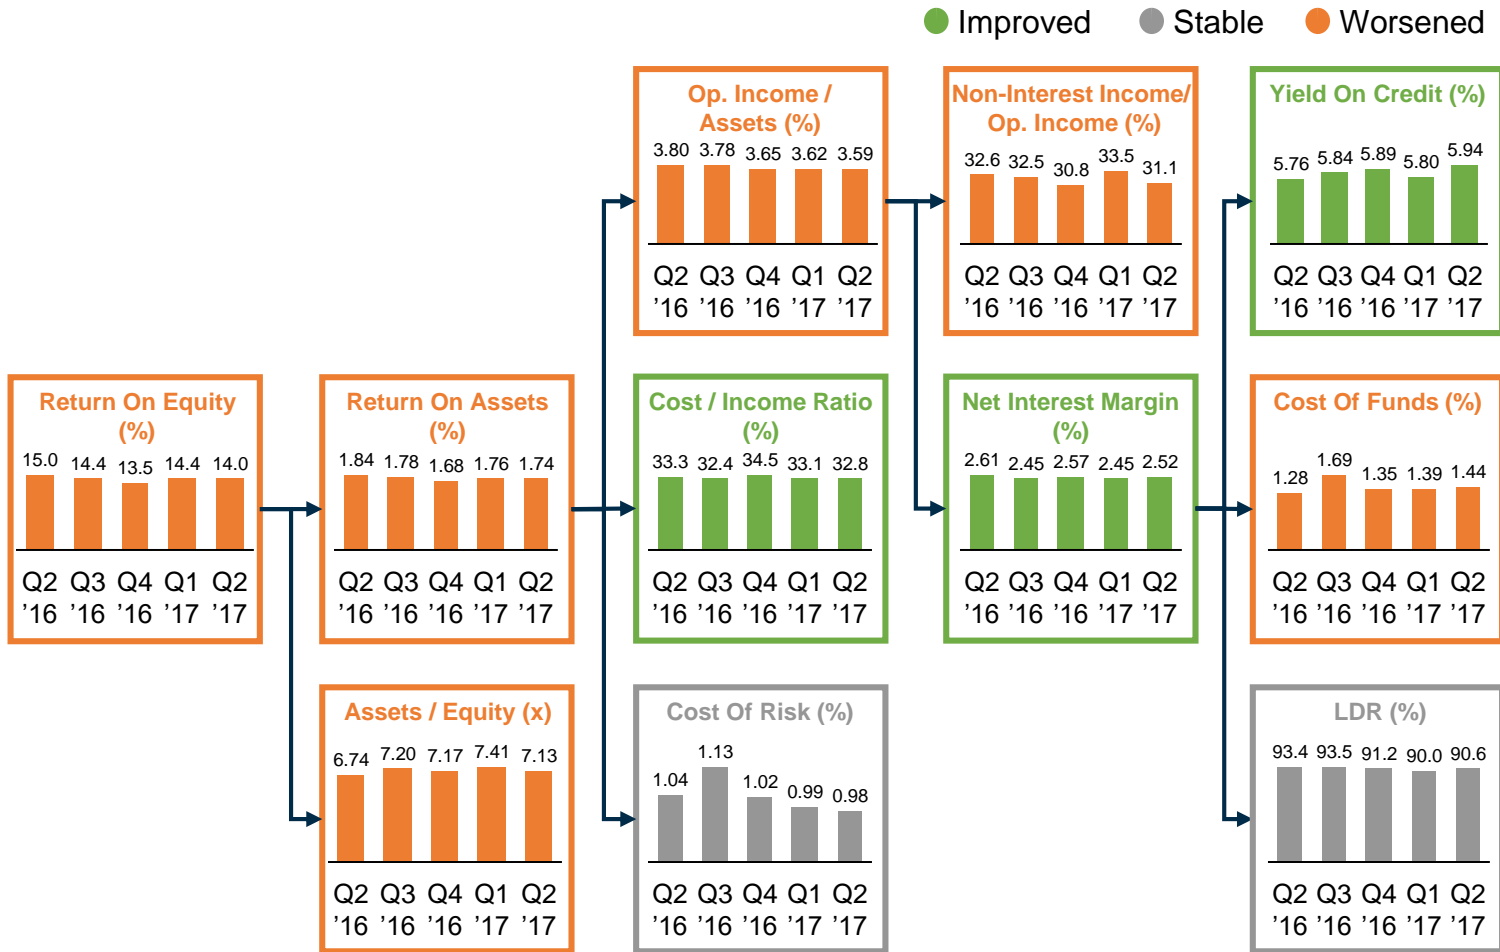 Improved Stable Worsened
Op. Income /
Assets (%)
3.80 3.78 3.65 3.62 3.59
Q2 Q3 Q4 Q1 Q2
’16 ’16 ’16 ’17 ’17
Non-Interest Income/
Op. Income (%)
32.6 32.5 30.8 33.5 31.1
Q2 Q3 Q4 Q1 Q2
’16 ’16 ’16 ’17 ’17
Yield On Credit (%)
5.76 5.84 5.89 5.80 5.94
Q2 Q3 Q4 Q1 Q2
’16 ’16 ’16 ’17 ’17
Return On Equity
(%)
15.0 14.4 13.5 14.4 14.0
Q2 Q3 Q4 Q1 Q2
’16 ’16 ’16 ’17 ’17
Return On Assets
(%)
1.84 1.78 1.68 1.76 1.74
Q2 Q3 Q4 Q1 Q2
’16 ’16 ’16 ’17 ’17
Cost / Income Ratio
(%)
33.3 32.4 34.5 33.1 32.8
Q2 Q3 Q4 Q1 Q2
’16 ’16 ’16 ’17 ’17
Net Interest Margin
(%)
2.61 2.45 2.57 2.45 2.52
Q2 Q3 Q4 Q1 Q2
’16 ’16 ’16 ’17 ’17
Cost Of Funds (%)
1.28 1.69 1.35 1.39 1.44
Q2 Q3 Q4 Q1 Q2
’16 ’16 ’16 ’17 ’17
Assets / Equity (x)
6.74 7.20 7.17 7.41 7.13
Q2 Q3 Q4 Q1 Q2
’16 ’16 ’16 ’17 ’17
Cost Of Risk (%)
1.04 1.13 1.02 0.99 0.98
Q2 Q3 Q4 Q1 Q2
’16 ’16 ’16 ’17 ’17
LDR (%)
93.4 93.5 91.2 90.0 90.6
Q2 Q3 Q4 Q1 Q2
’16 ’16 ’16 ’17 ’17